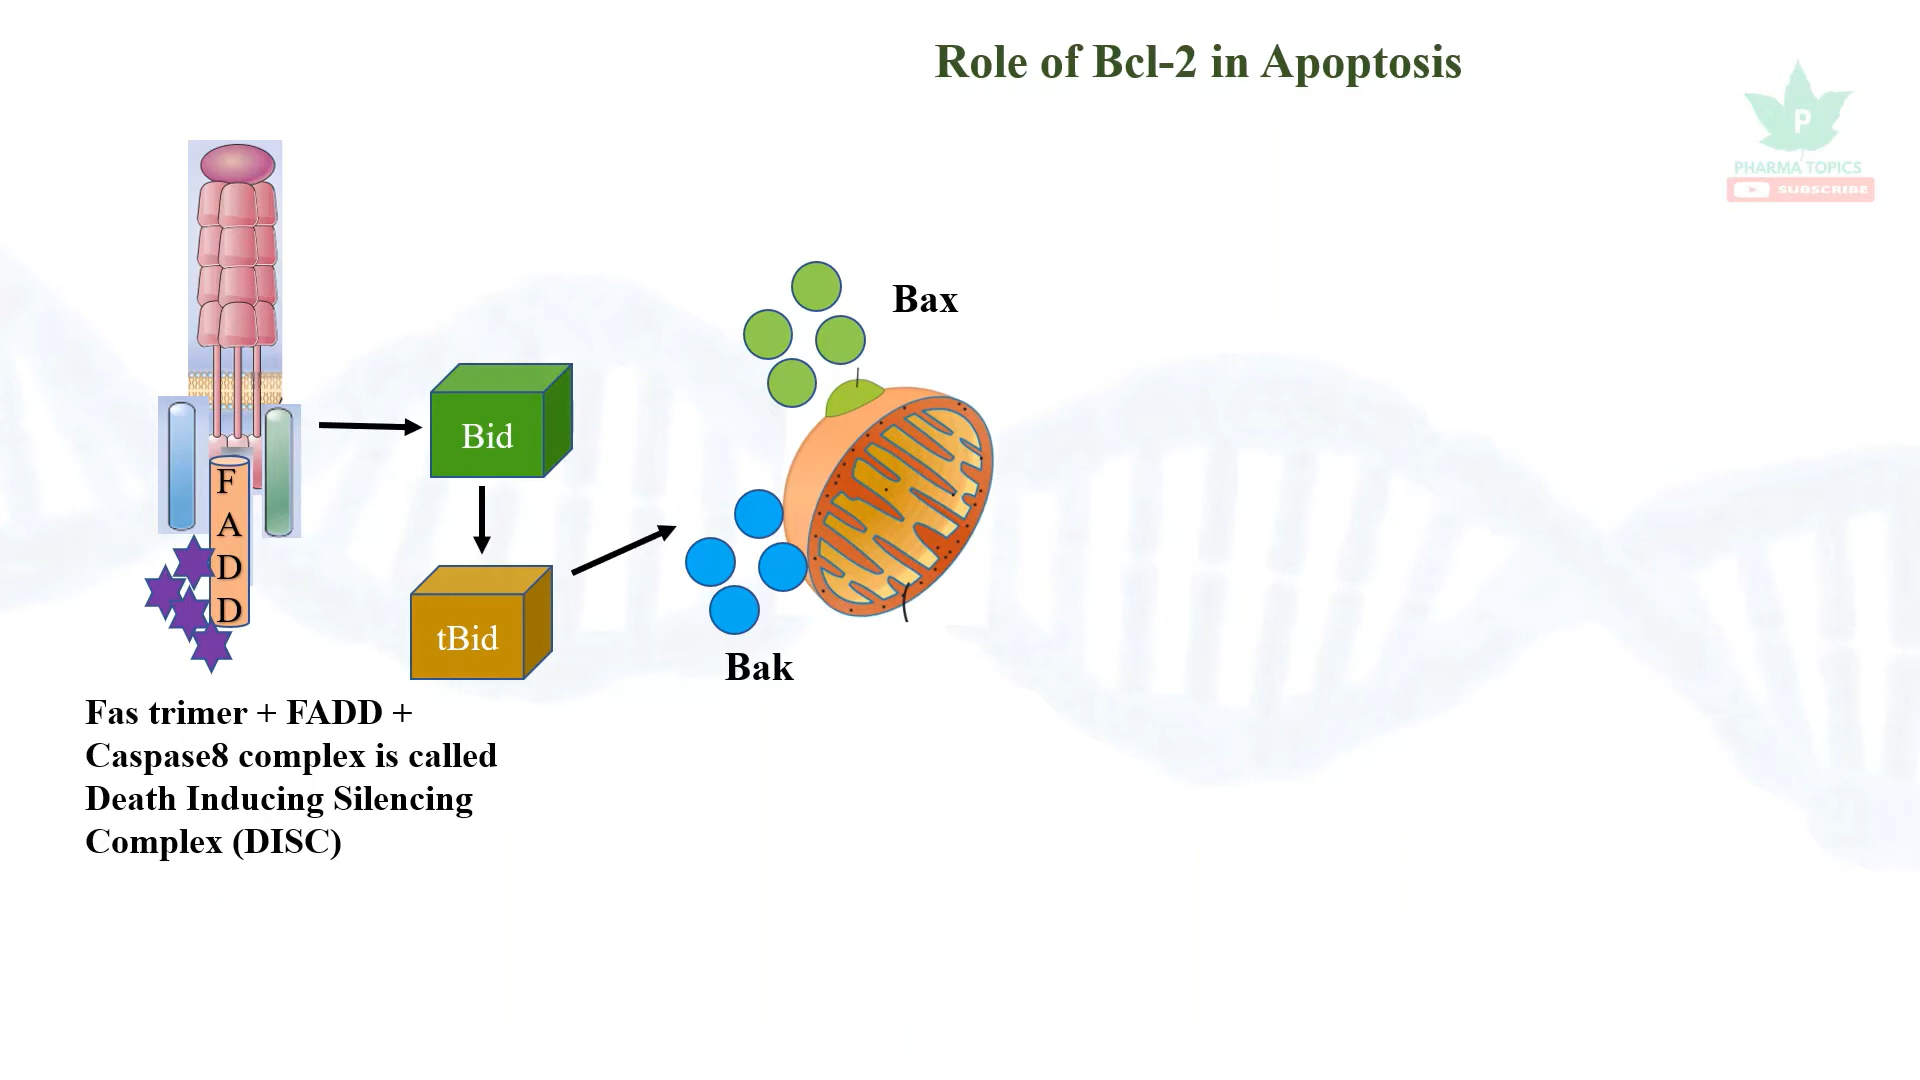 Role of Bcl-2 in Apoptosis
P
PHARMA TOPICS
SUBSCRIBE
Bax
Bid
F
A
D
D
tBid
Bak
Fas trimer + FADD +
Caspase8 complex is called
Death Inducing Silencing
Complex (DISC)